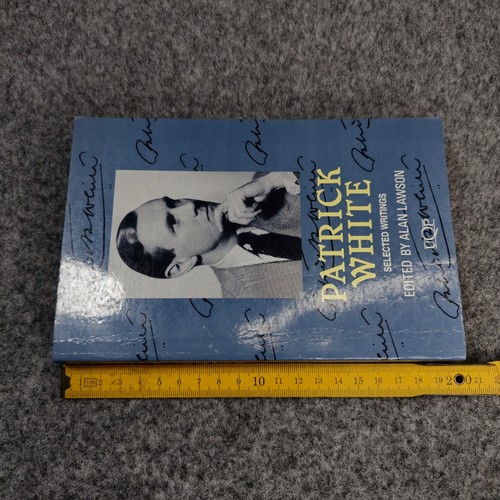 PATRICK
WHITE
SELECTED WRITINGS
EDITED BY ALAN LAWSON
UQP
1 cm 2 3 4 5 6 7 8 9 10 11 12 13 14 15 16 17 18 19 20 21